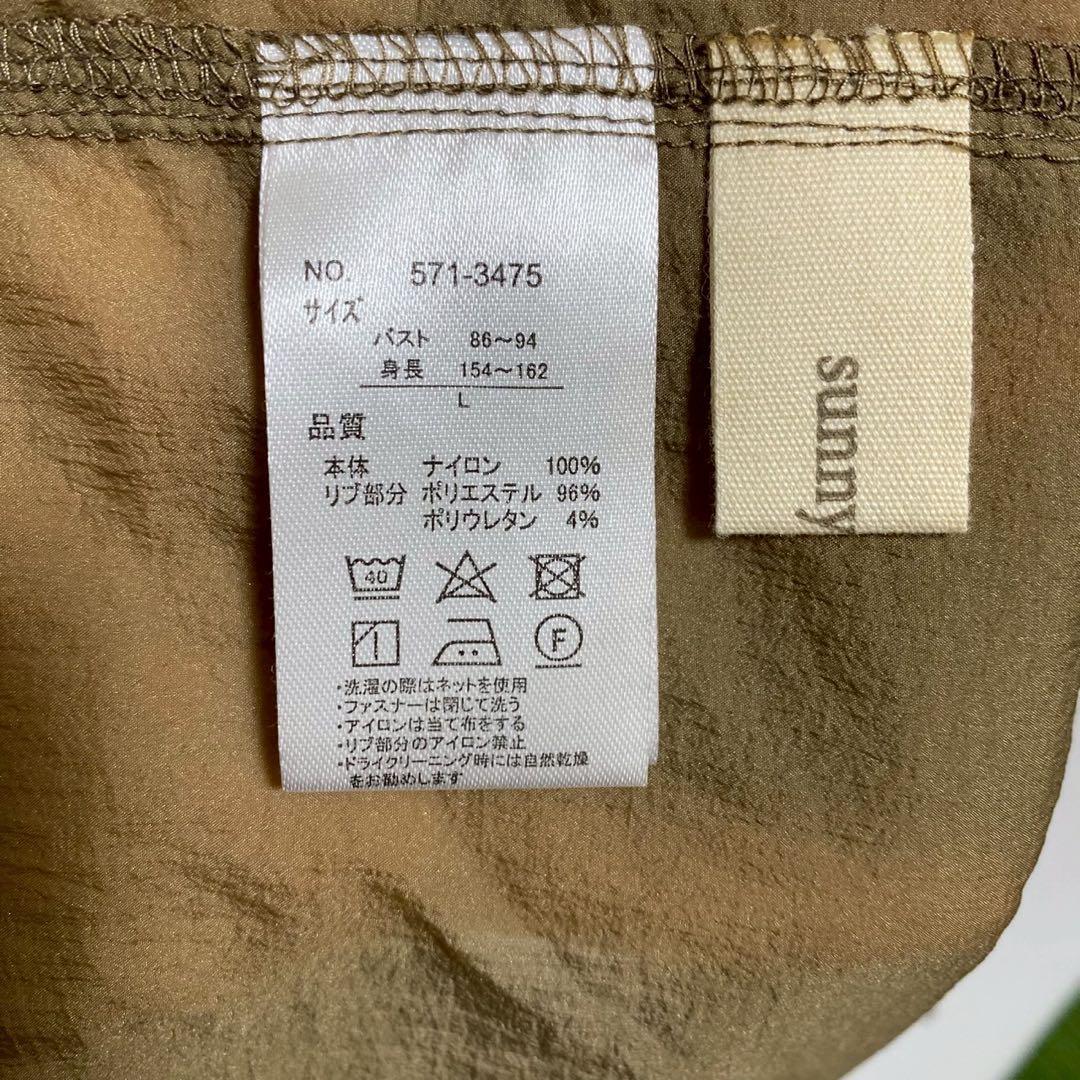 NO. 571-3475
サイズ
バスト 86～94
身長 154～162
L
品質
本体 ナイロン 100%
リブ部分 ポリエステル 96%
ポリウレタン 4%
40
F
・洗濯の際はネットを使用
・ファスナーは閉じて洗う
・アイロンは当て布をする
・リブ部分のアイロン禁止
・ドライクリーニング時には自然乾燥
をお勧めします
sunny